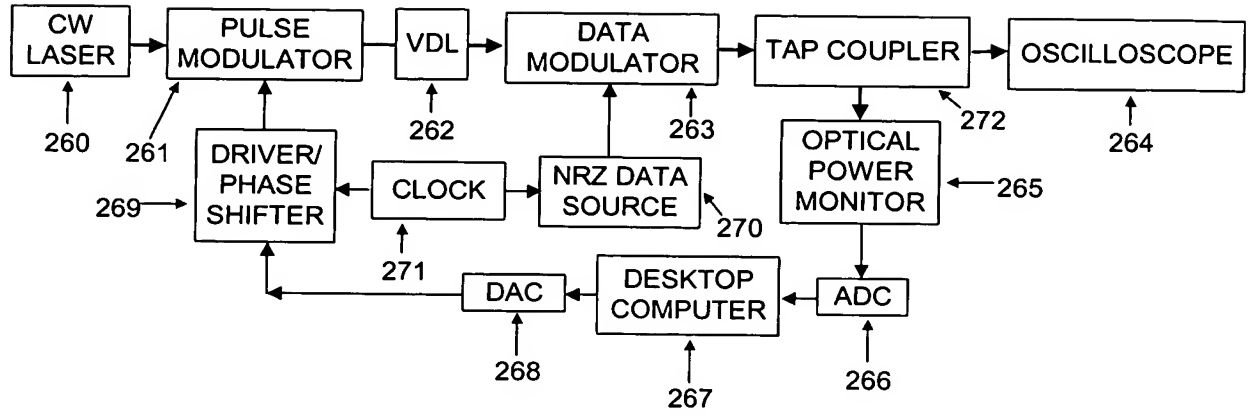 CW
LASER
PULSE
MODULATOR
VDL
DATA
MODULATOR
TAP COUPLER
OSCILLOSCOPE
260
261
262
263
272
264
DRIVER/
PHASE
SHIFTER
CLOCK
NRZ DATA
SOURCE
OPTICAL
POWER
MONITOR
265
269
271
270
DAC
DESKTOP
COMPUTER
ADC
268
267
266